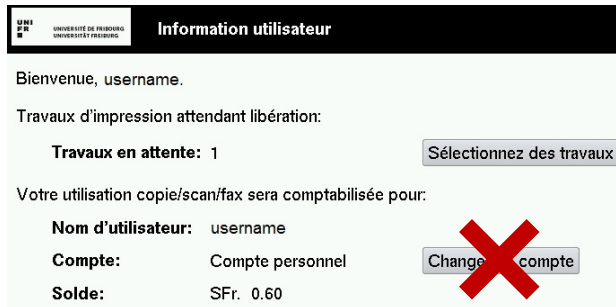 UNI
FR
UNIVERSITÉ DE FRIBOURG
UNIVERSITÄT FREIBURG
Information utilisateur
Bienvenue, username.
Travaux d'impression attendant libération:
Travaux en attente: 1 Sélectionnez des travaux
Votre utilisation copie/scan/fax sera comptabilisée pour:
Nom d'utilisateur: username
Compte: Compte personnel Change compte
Solde: SFr. 0.60